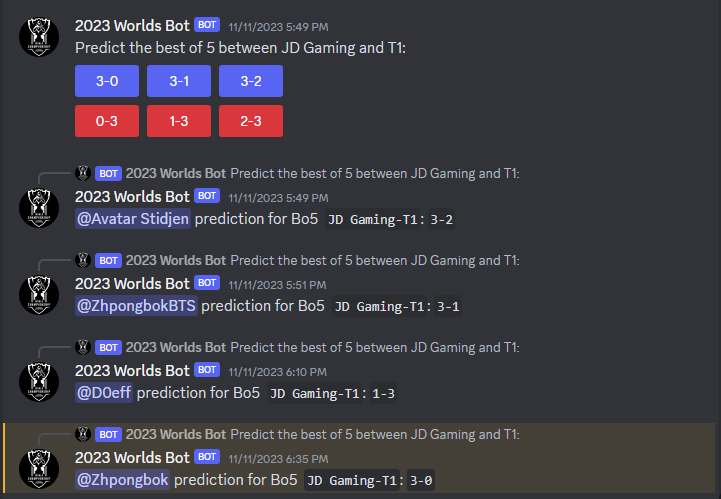 2023 Worlds Bot BOT 11/11/2023 5:49 PM
Predict the best of 5 between JD Gaming and T1:
3-0 3-1 3-2
0-3 1-3 2-3
BOT 2023 Worlds Bot Predict the best of 5 between JD Gaming and T1:
2023 Worlds Bot BOT 11/11/2023 5:49 PM
@Avatar Stidjen prediction for Bo5 JD Gaming-T1: 3-2
BOT 2023 Worlds Bot Predict the best of 5 between JD Gaming and T1:
2023 Worlds Bot BOT 11/11/2023 5:51 PM
@ZhpongbokBTS prediction for Bo5 JD Gaming-T1: 3-1
BOT 2023 Worlds Bot Predict the best of 5 between JD Gaming and T1:
2023 Worlds Bot BOT 11/11/2023 6:10 PM
@D0eff prediction for Bo5 JD Gaming-T1: 1-3
BOT 2023 Worlds Bot Predict the best of 5 between JD Gaming and T1:
2023 Worlds Bot BOT 11/11/2023 6:35 PM
@Zhpongbok prediction for Bo5 JD Gaming-T1: 3-0